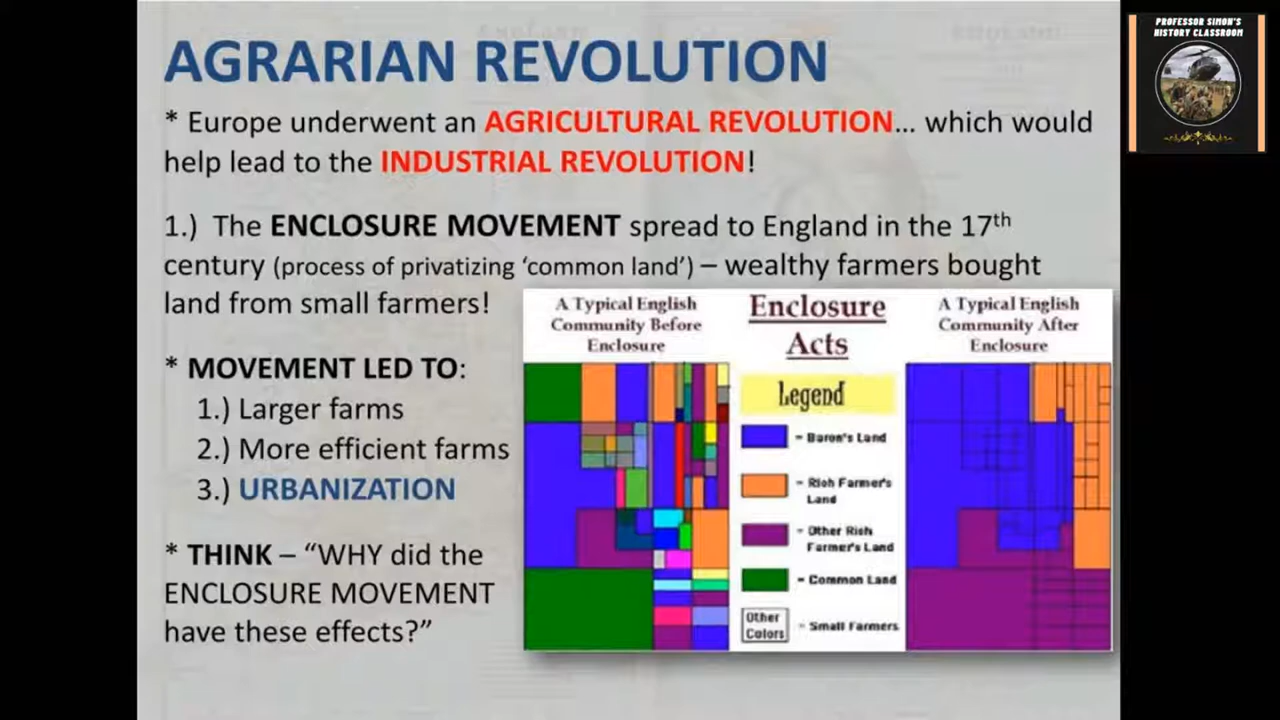 PROFESSOR SIMON'S
HISTORY CLASSROOM
AGRARIAN REVOLUTION
* Europe underwent an AGRICULTURAL REVOLUTION… which would
help lead to the INDUSTRIAL REVOLUTION!
1.) The ENCLOSURE MOVEMENT spread to England in the 17th
century (process of privatizing 'common land') – wealthy farmers bought
land from small farmers!
* MOVEMENT LED TO:
1.) Larger farms
2.) More efficient farms
3.) URBANIZATION
* THINK – "WHY did the
ENCLOSURE MOVEMENT
have these effects?"
A Typical English
Community Before
Enclosure
Enclosure
Acts
Legend
= Baron's Land
= Rich Farmer's
Land
= Other Rich
Farmer's Land
= Common Land
Other
Colors
= Small Farmers
A Typical English
Community After
Enclosure